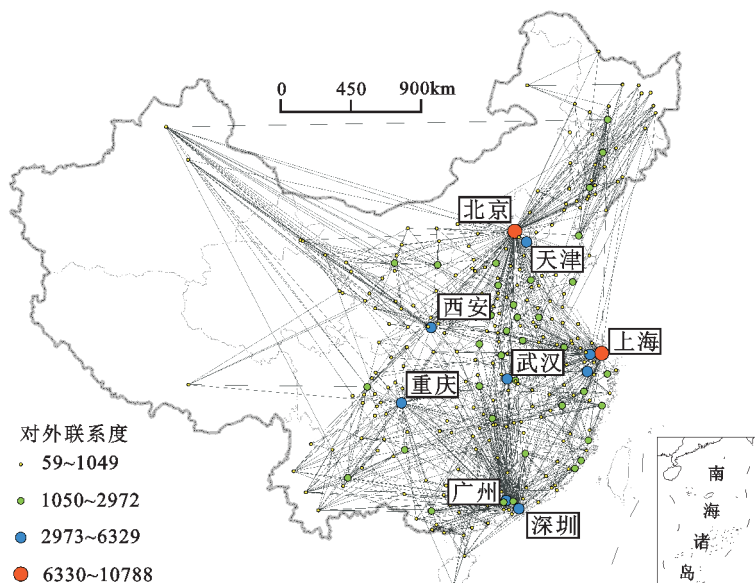 0 450 900km
北京
天津
西安
上海
武汉
重庆
广州
深圳
对外联系度
59~1049
1050~2972
2973~6329
6330~10788
南
海
诸
岛